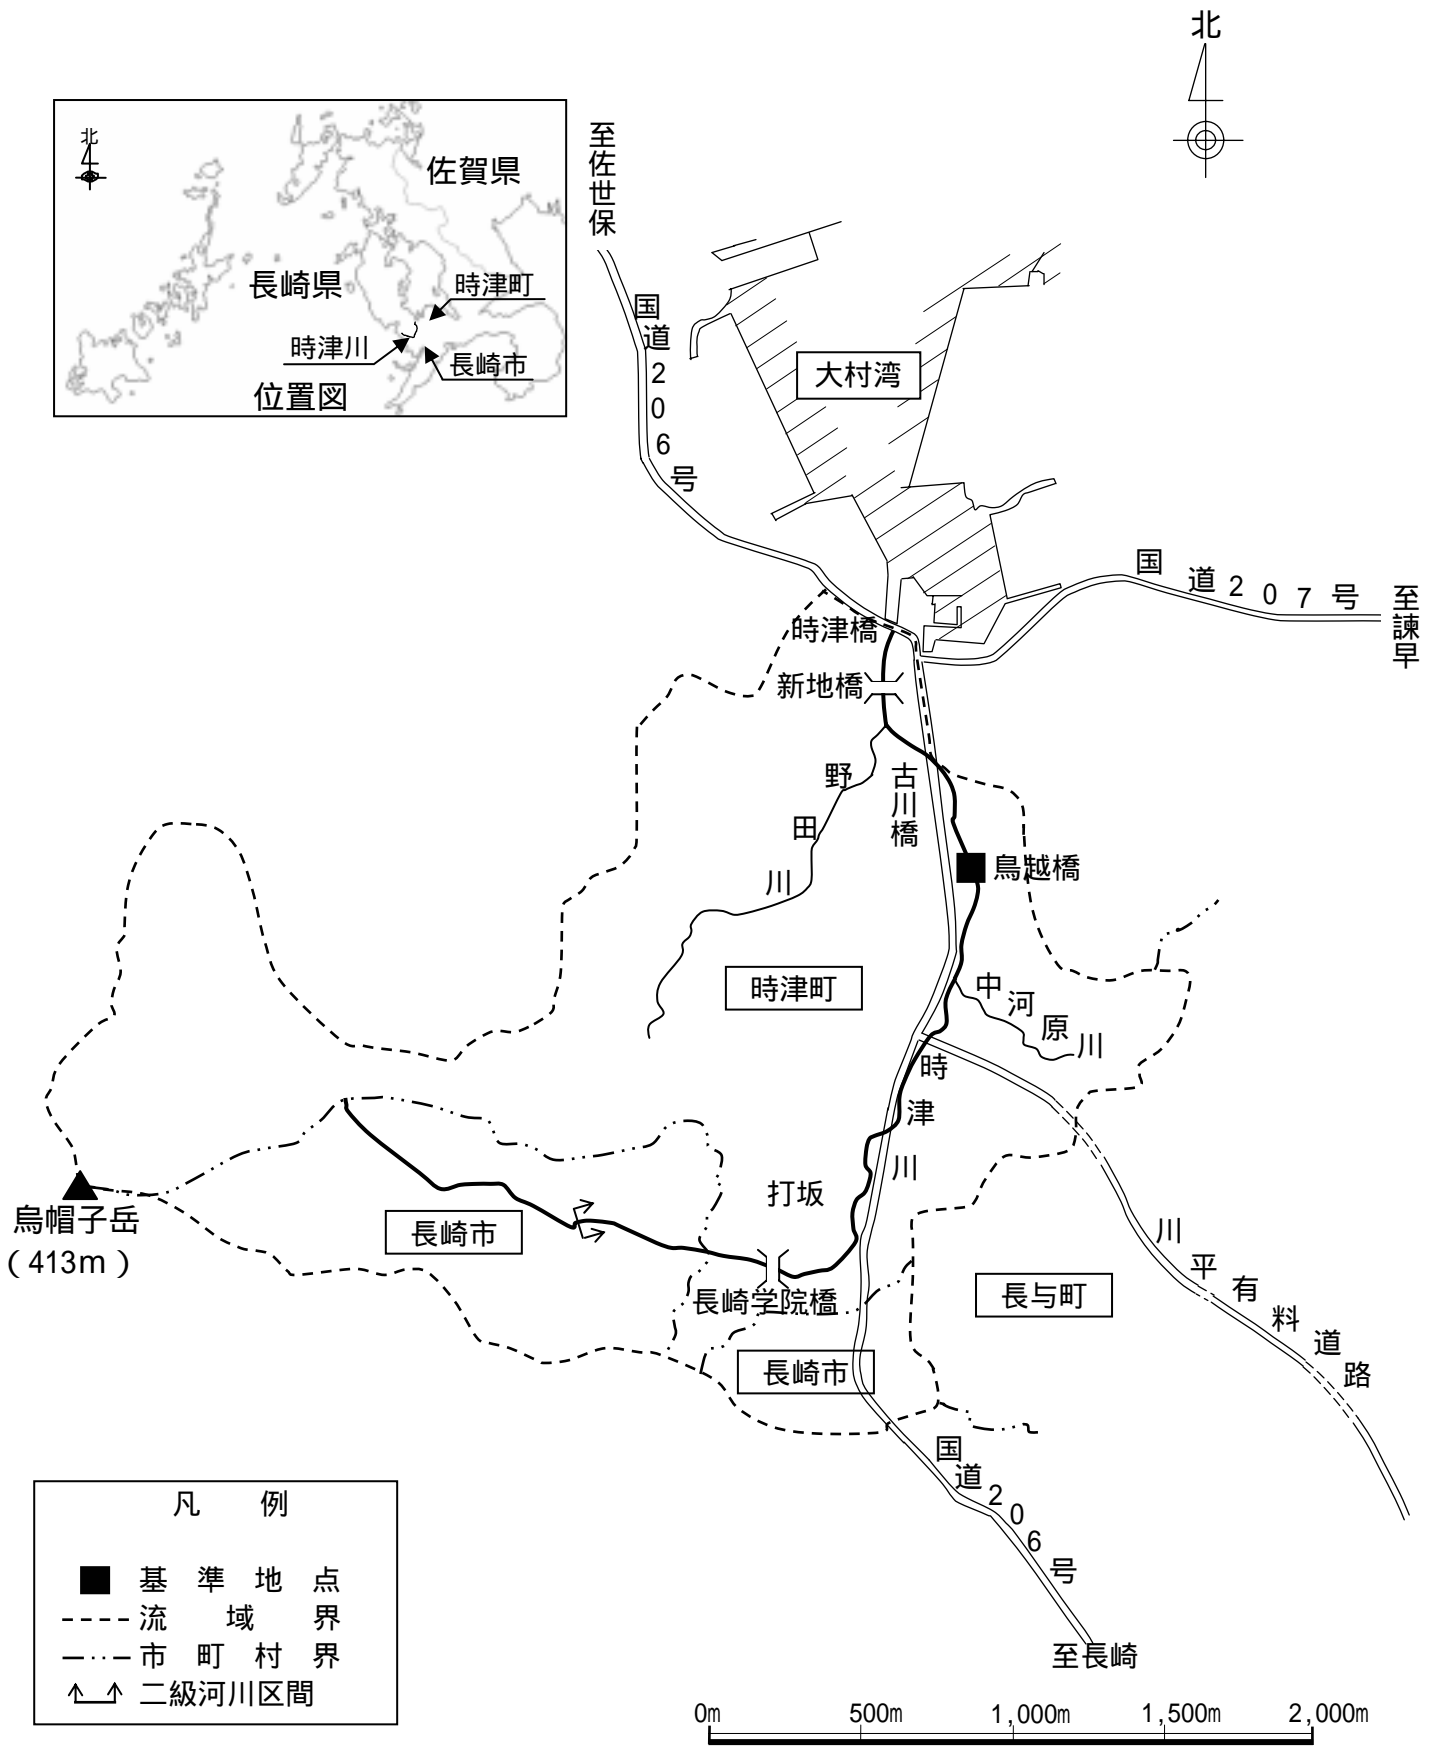 北
北
佐賀県
長崎県
時津町
時津川
長崎市
位置図
至佐世保
国道206号
大村湾
国道207号
至諫早
時津橋
新地橋
野田川
古川橋
鳥越橋
時津町
中河原川
時津川
打坂
烏帽子岳
(413m)
長崎市
長崎学院橋
長与町
川平有料道路
長崎市
国道206号
至長崎
凡 例
基準地点
流域界
市町村界
二級河川区間
0m 500m 1,000m 1,500m 2,000m